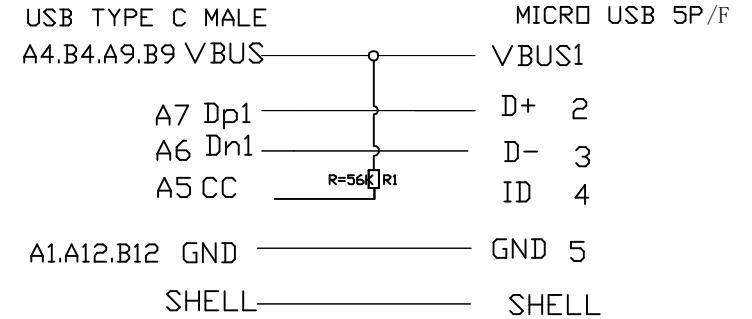 USB TYPE C MALE MICRO USB 5P/F
A4.B4.A9.B9 VBUS VBUS1
A7 Dp1 D+ 2
A6 Dn1 D- 3
A5 CC R=56K R1 ID 4
A1.A12.B12 GND GND 5
SHELL SHELL